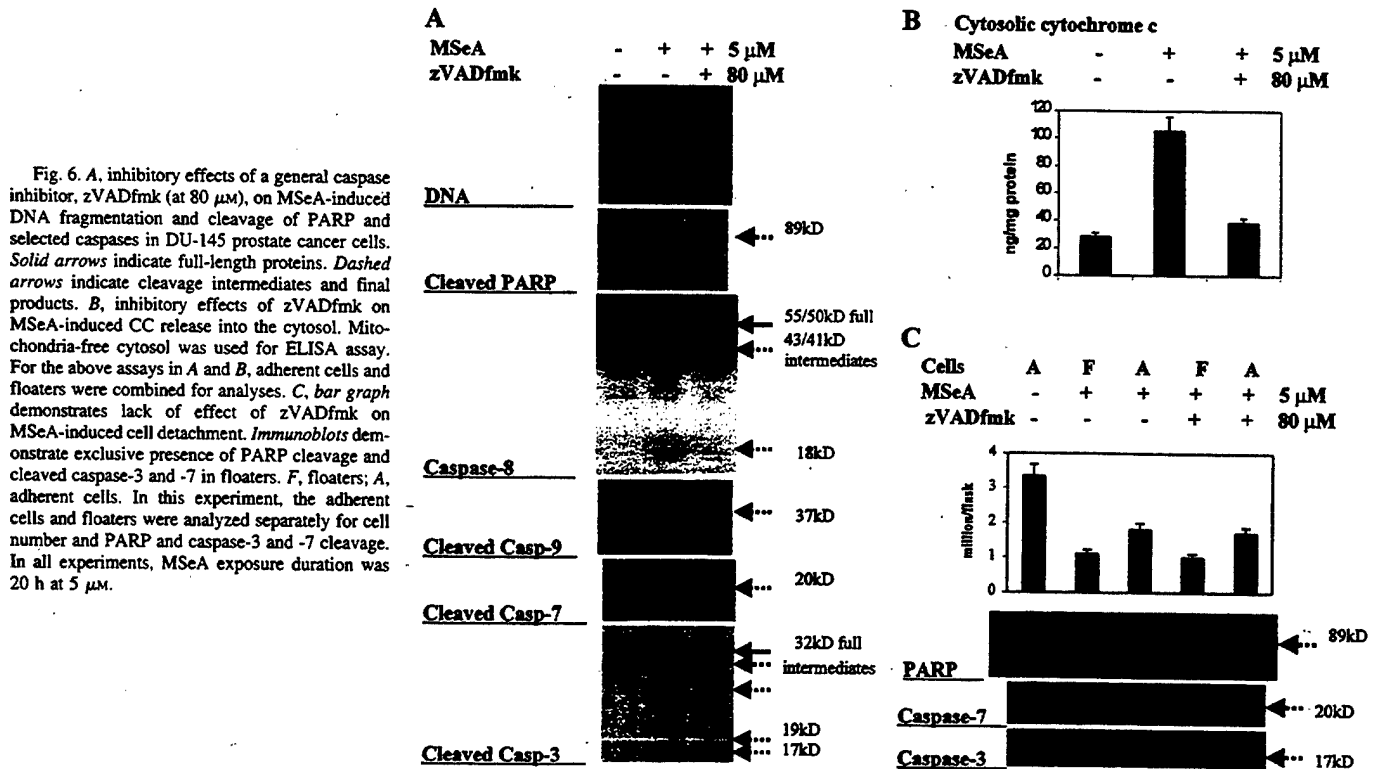 Fig. 6. A, inhibitory effects of a general caspase
inhibitor, zVADfmk (at 80 μM), on MSeA-induced
DNA fragmentation and cleavage of PARP and
selected caspases in DU-145 prostate cancer cells.
Solid arrows indicate full-length proteins. Dashed
arrows indicate cleavage intermediates and final
products. B, inhibitory effects of zVADfmk on
MSeA-induced CC release into the cytosol. Mito-
chondria-free cytosol was used for ELISA assay.
For the above assays in A and B, adherent cells and
floaters were combined for analyses. C, bar graph
demonstrates lack of effect of zVADfmk on
MSeA-induced cell detachment. Immunoblots dem-
onstrate exclusive presence of PARP cleavage and
cleaved caspase-3 and -7 in floaters. F, floaters; A,
adherent cells. In this experiment, the adherent
cells and floaters were analyzed separately for cell
number and PARP and caspase-3 and -7 cleavage.
In all experiments, MSeA exposure duration was
20 h at 5 μM.
A
MSeA - + + 5 μM
zVADfmk - - + 80 μM
DNA
89kD
Cleaved PARP
55/50kD full
43/41kD
intermediates
18kD
Caspase-8
37kD
Cleaved Casp-9
20kD
Cleaved Casp-7
32kD full
intermediates
19kD
17kD
Cleaved Casp-3
B Cytosolic cytochrome c
MSeA - + + 5 μM
zVADfmk - - + 80 μM
ng/mg protein
120
100
80
60
40
20
0
C
Cells A F A F A
MSeA - + + + + 5 μM
zVADfmk - - - + + 80 μM
million/flask
4
3
2
1
0
89kD
PARP
20kD
Caspase-7
17kD
Caspase-3